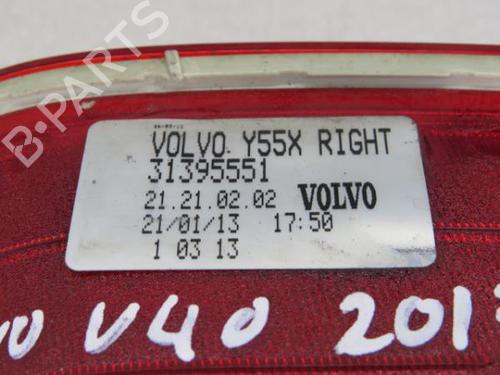 VOLVO Y55X RIGHT
31395551
21.21.02.02 VOLVO
21/01/13 17:50
1 03 13
V40
B-PARTS